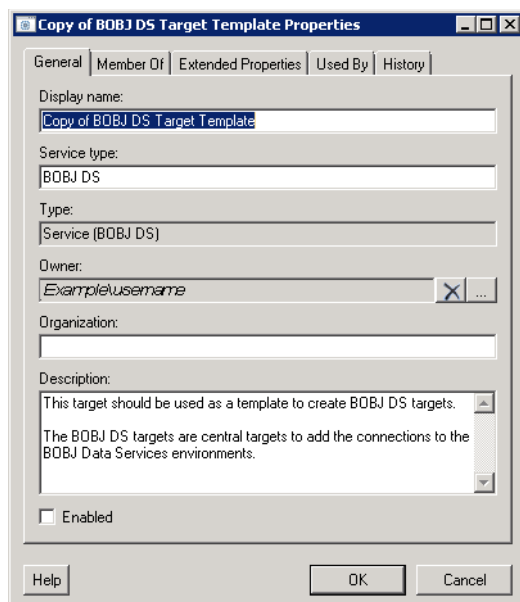 Copy of BOBJ DS Target Template Properties
General Member Of Extended Properties Used By History
Display name:
Copy of BOBJ DS Target Template
Service type:
BOBJ DS
Type:
Service (BOBJ DS)
Owner:
Example\username
...
Organization:
Description:
This target should be used as a template to create BOBJ DS targets.
The BOBJ DS targets are central targets to add the connections to the
BOBJ Data Services environments.
Enabled
Help OK Cancel